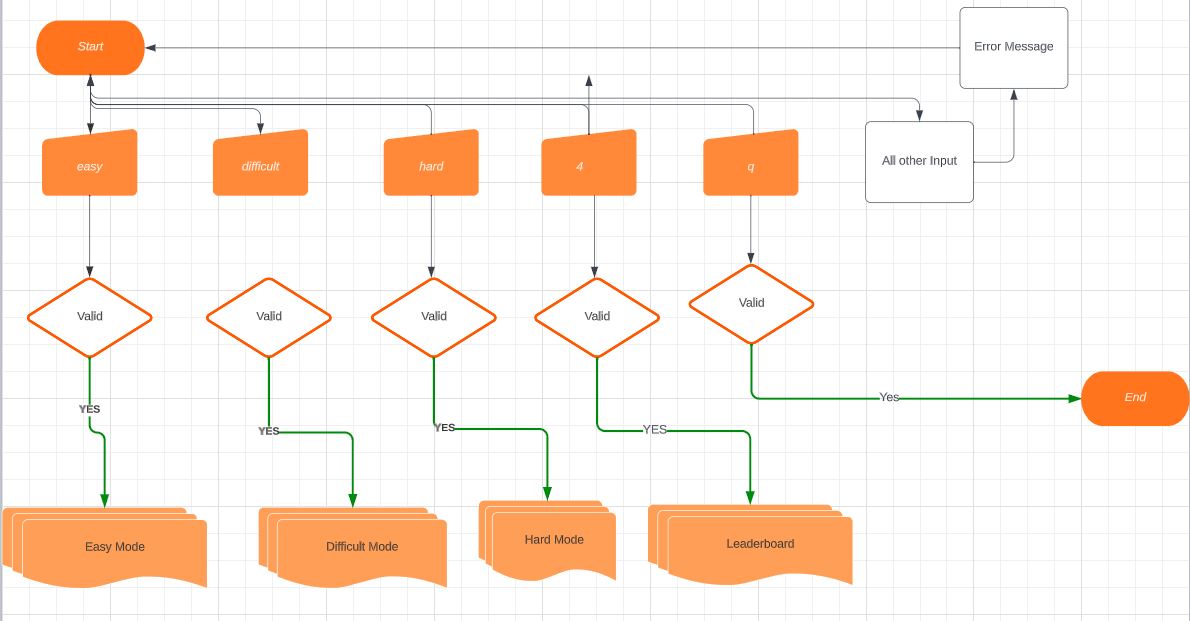 Start
Error Message
easy
difficult
hard
4
q
All other Input
Valid
Valid
Valid
Valid
Valid
YES
YES
YES
YES
Yes
End
Easy Mode
Difficult Mode
Hard Mode
Leaderboard